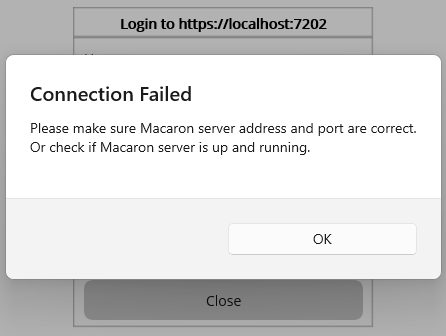 Login to https://localhost:7202
Connection Failed
Please make sure Macaron server address and port are correct.
Or check if Macaron server is up and running.
OK
Close